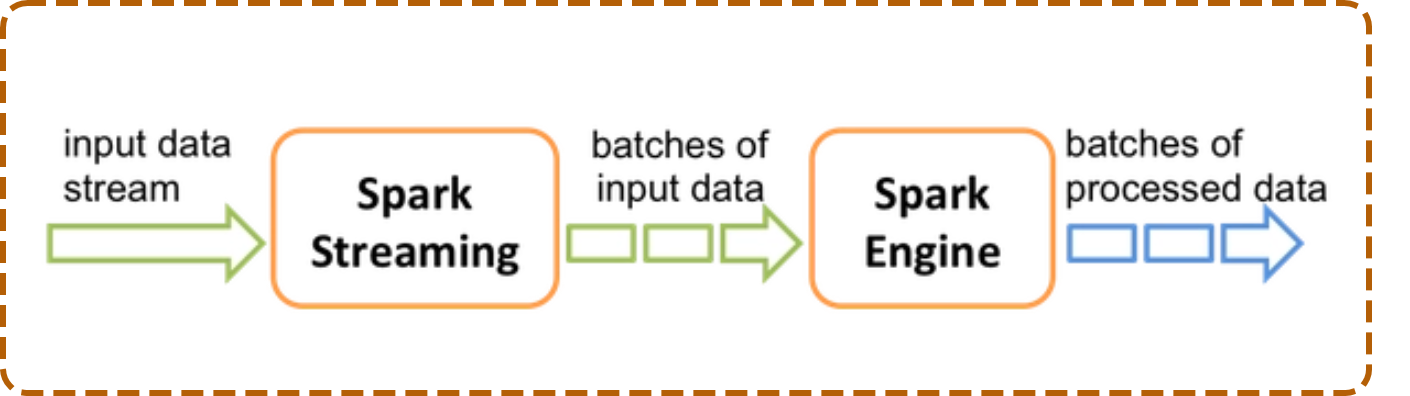 input data
stream
Spark
Streaming
batches of
input data
Spark
Engine
batches of
processed data